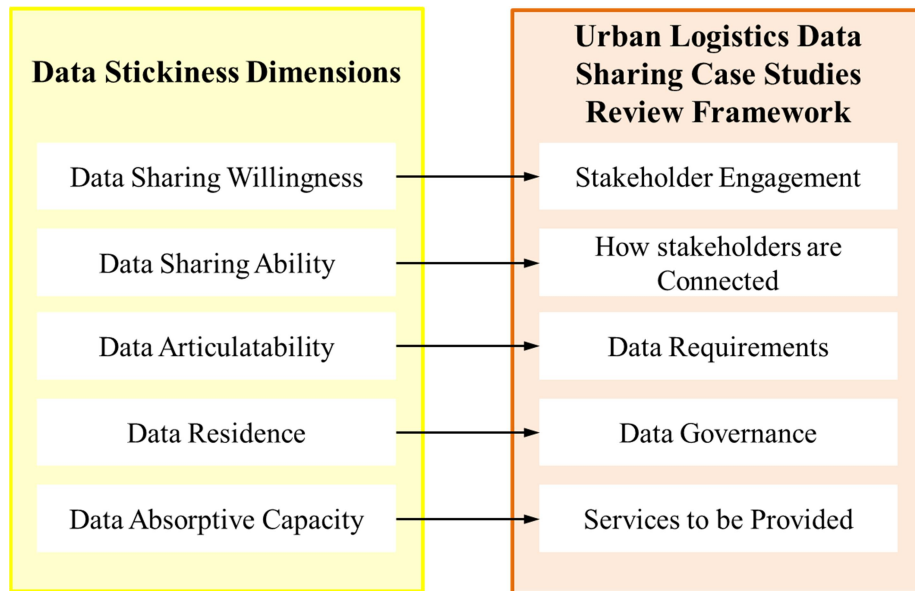 Data Stickiness Dimensions
Data Sharing Willingness
Data Sharing Ability
Data Articulatability
Data Residence
Data Absorptive Capacity
Urban Logistics Data
Sharing Case Studies
Review Framework
Stakeholder Engagement
How stakeholders are
Connected
Data Requirements
Data Governance
Services to be Provided